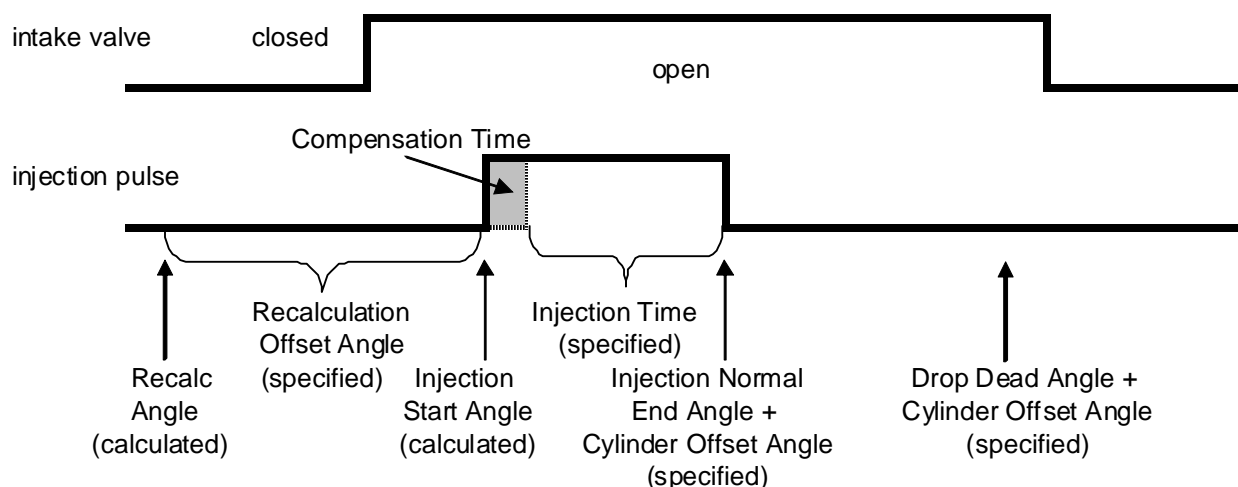 intake valve closed
open
Compensation Time
injection pulse
Recalculation
Offset Angle
(specified)
Injection Time
(specified)
Recalc
Angle
(calculated)
Injection
Start Angle
(calculated)
Injection Normal
End Angle +
Cylinder Offset Angle
(specified)
Drop Dead Angle +
Cylinder Offset Angle
(specified)